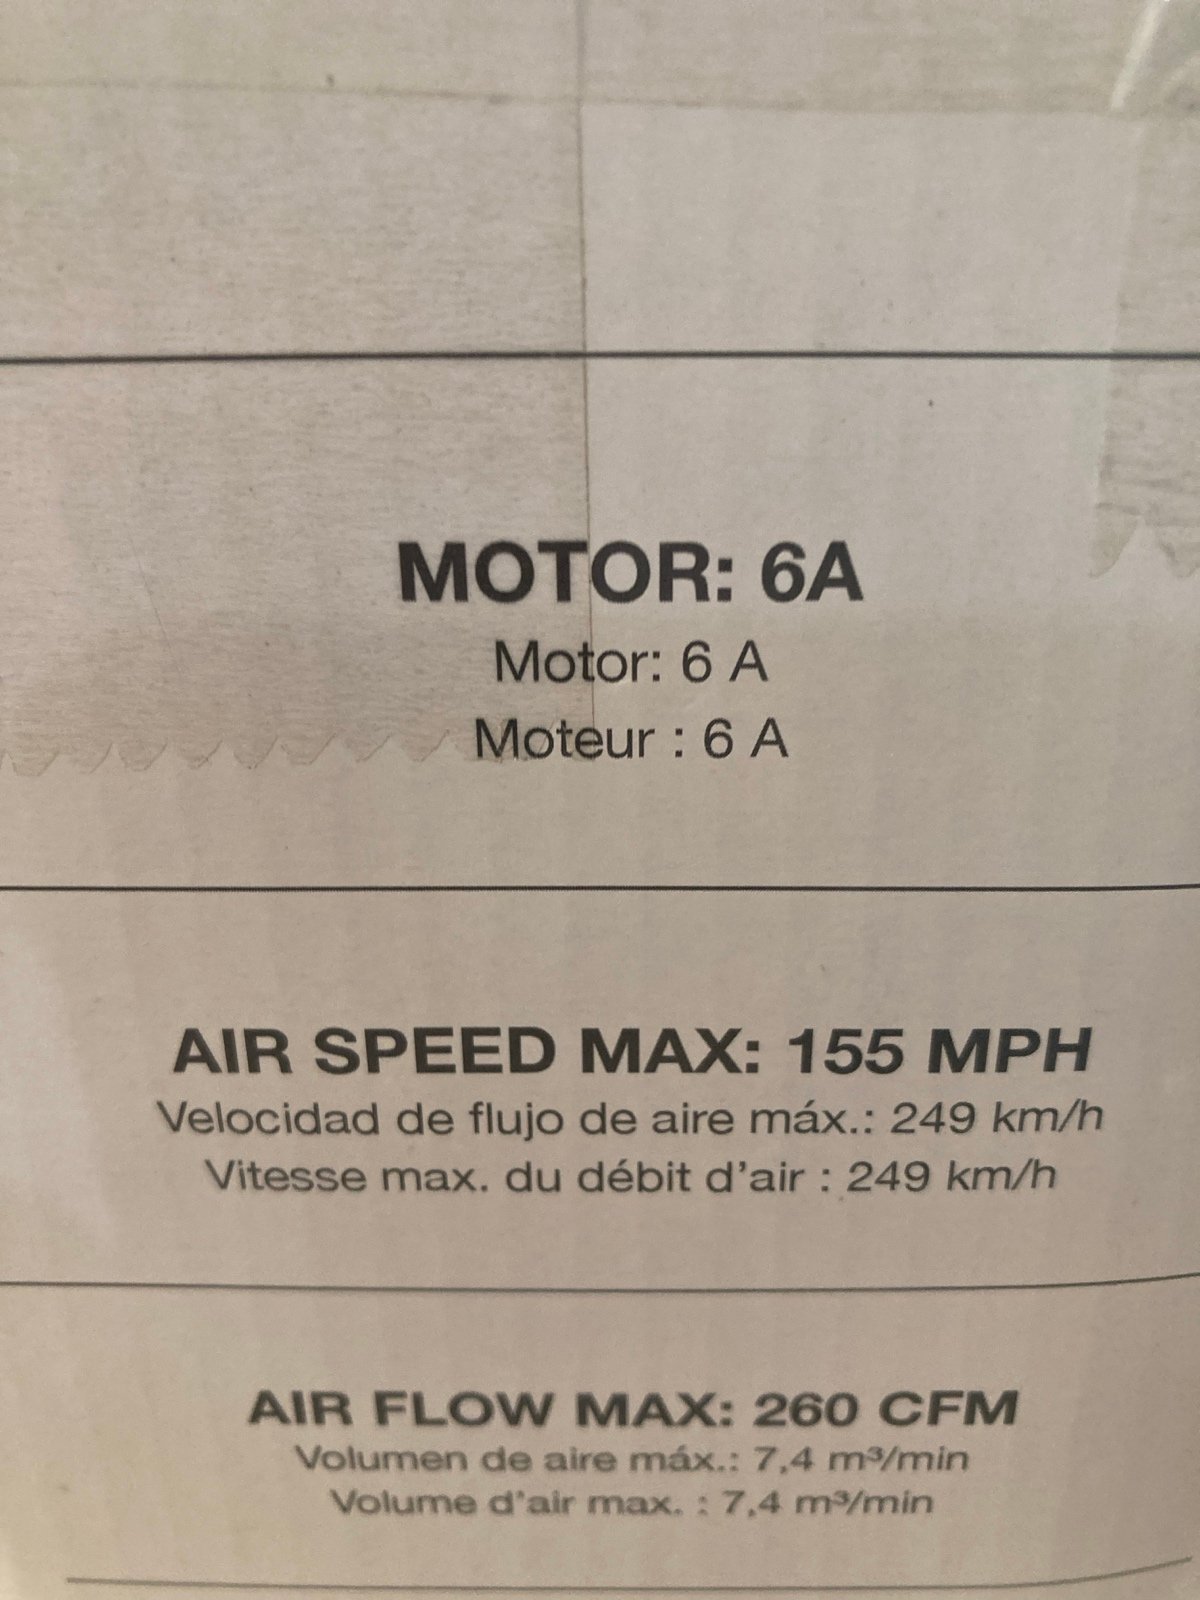 MOTOR: 6A
Motor: 6 A
Moteur : 6 A
AIR SPEED MAX: 155 MPH
Velocidad de flujo de aire máx.: 249 km/h
Vitesse max. du débit d'air : 249 km/h
AIR FLOW MAX: 260 CFM
Volumen de aire máx.: 7,4 m³/min
Volume d'air max. : 7,4 m³/min